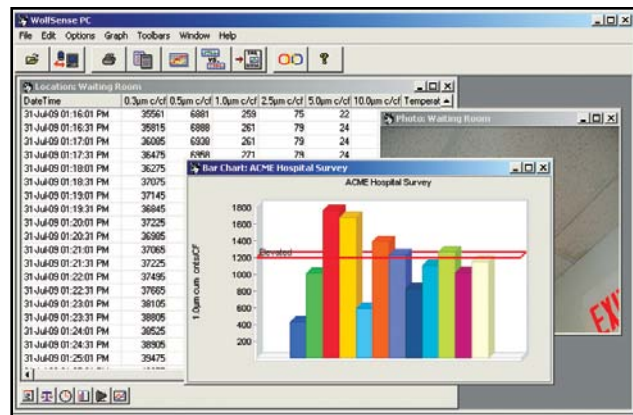 WolfSense PC
File Edit Options Graph Toolbars Window Help
Location: Waiting Room
DateTime 0.3µm c/cf 0.5µm c/cf 1.0µm c/cf 2.5µm c/cf 5.0µm c/cf 10.0µm c/cf Temperat
31-Jul-09 01:16:01 PM 35561 6881 259 75 22
31-Jul-09 01:16:31 PM 35815 6888 261 79 24
31-Jul-09 01:17:01 PM 36085 6938 261 79 24
31-Jul-09 01:17:31 PM 36475 6958 271 79 24
31-Jul-09 01:18:01 PM 36275
31-Jul-09 01:18:31 PM 37075
31-Jul-09 01:19:01 PM 37145
31-Jul-09 01:19:31 PM 36845
31-Jul-09 01:20:01 PM 37225
31-Jul-09 01:20:31 PM 36985
31-Jul-09 01:21:01 PM 37065
31-Jul-09 01:21:31 PM 37225
31-Jul-09 01:22:01 PM 37495
31-Jul-09 01:22:31 PM 37665
31-Jul-09 01:23:01 PM 38105
31-Jul-09 01:23:31 PM 38805
31-Jul-09 01:24:01 PM 38525
31-Jul-09 01:24:31 PM 38905
31-Jul-09 01:25:01 PM 39475
Photo: Waiting Room
EXI
Bar Chart: ACME Hospital Survey
ACME Hospital Survey
1.0µm cum. cnts/CF
1800
1600
1400
Elevated
1200
1000
800
600
400
200